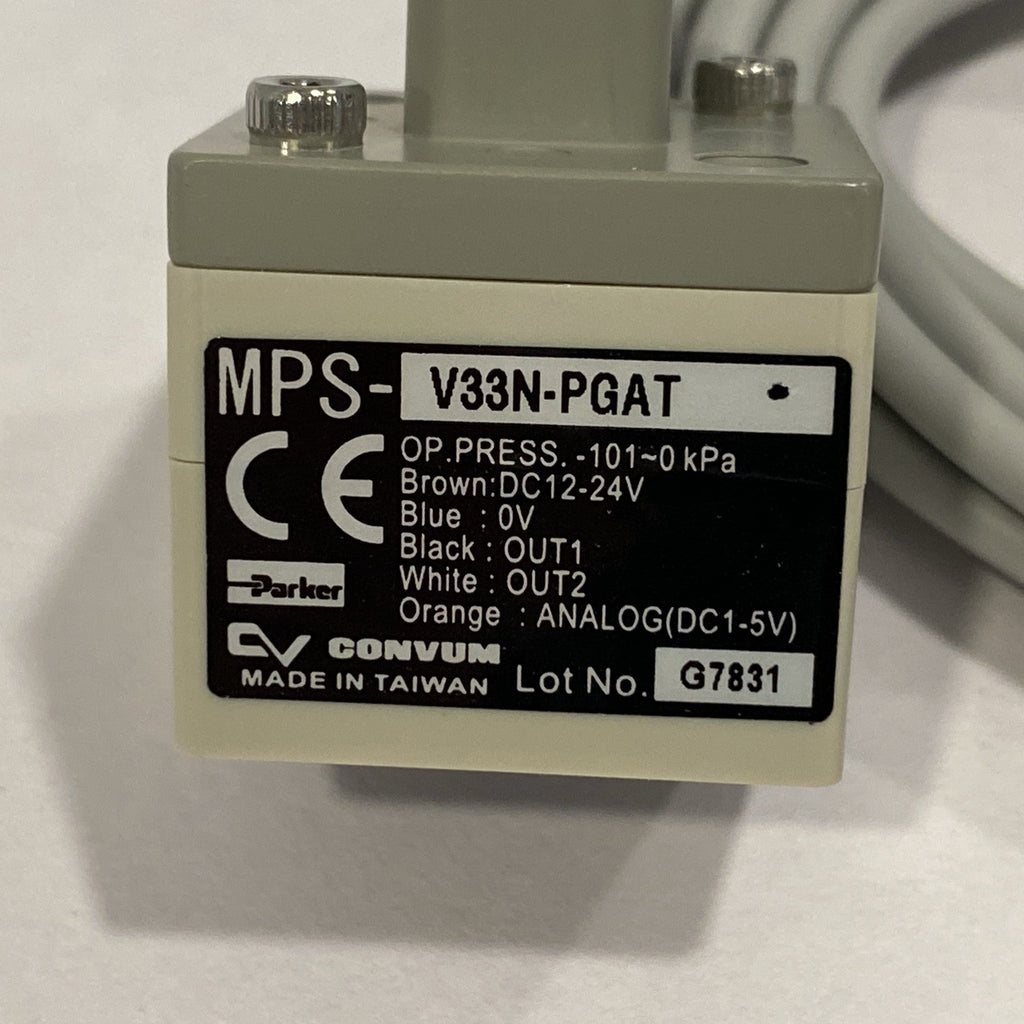 MPS- V33N-PGAT
CE
OP.PRESS. -101~0 kPa
Brown:DC12-24V
Blue : 0V
Black : OUT1
White : OUT2
Orange : ANALOG(DC1-5V)
Parker
CV CONVUM
MADE IN TAIWAN
Lot No. G7831